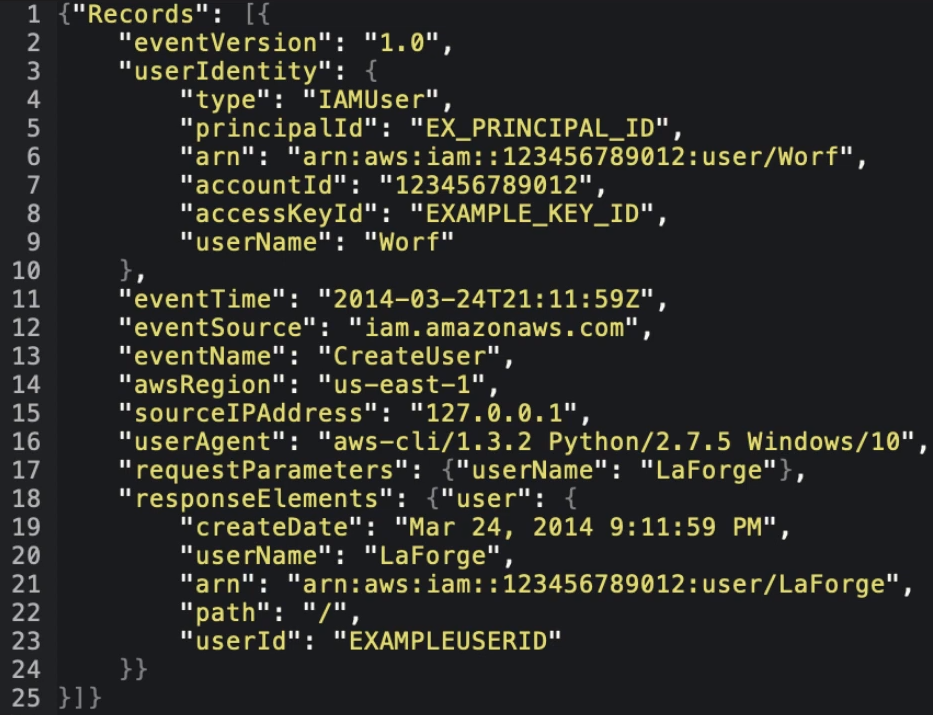 1 {"Records": [{
2     "eventVersion": "1.0",
3     "userIdentity": {
4         "type": "IAMUser",
5         "principalId": "EX_PRINCIPAL_ID",
6         "arn": "arn:aws:iam::123456789012:user/Worf",
7         "accountId": "123456789012",
8         "accessKeyId": "EXAMPLE_KEY_ID",
9         "userName": "Worf"
10     },
11     "eventTime": "2014-03-24T21:11:59Z",
12     "eventSource": "iam.amazonaws.com",
13     "eventName": "CreateUser",
14     "awsRegion": "us-east-1",
15     "sourceIPAddress": "127.0.0.1",
16     "userAgent": "aws-cli/1.3.2 Python/2.7.5 Windows/10",
17     "requestParameters": {"userName": "LaForge"},
18     "responseElements": {"user": {
19         "createDate": "Mar 24, 2014 9:11:59 PM",
20         "userName": "LaForge",
21         "arn": "arn:aws:iam::123456789012:user/LaForge",
22         "path": "/",
23         "userId": "EXAMPLEUSERID"
24     }}
25 }]}